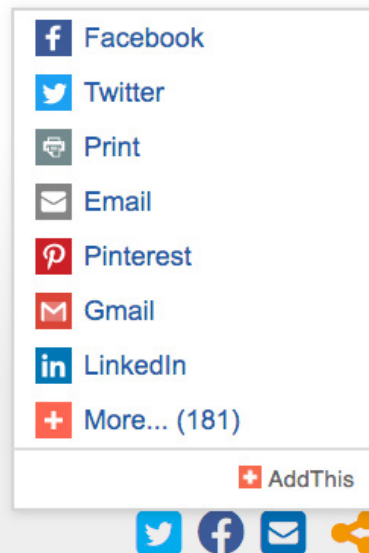 Facebook
Twitter
Print
Email
Pinterest
Gmail
LinkedIn
More... (181)
AddThis